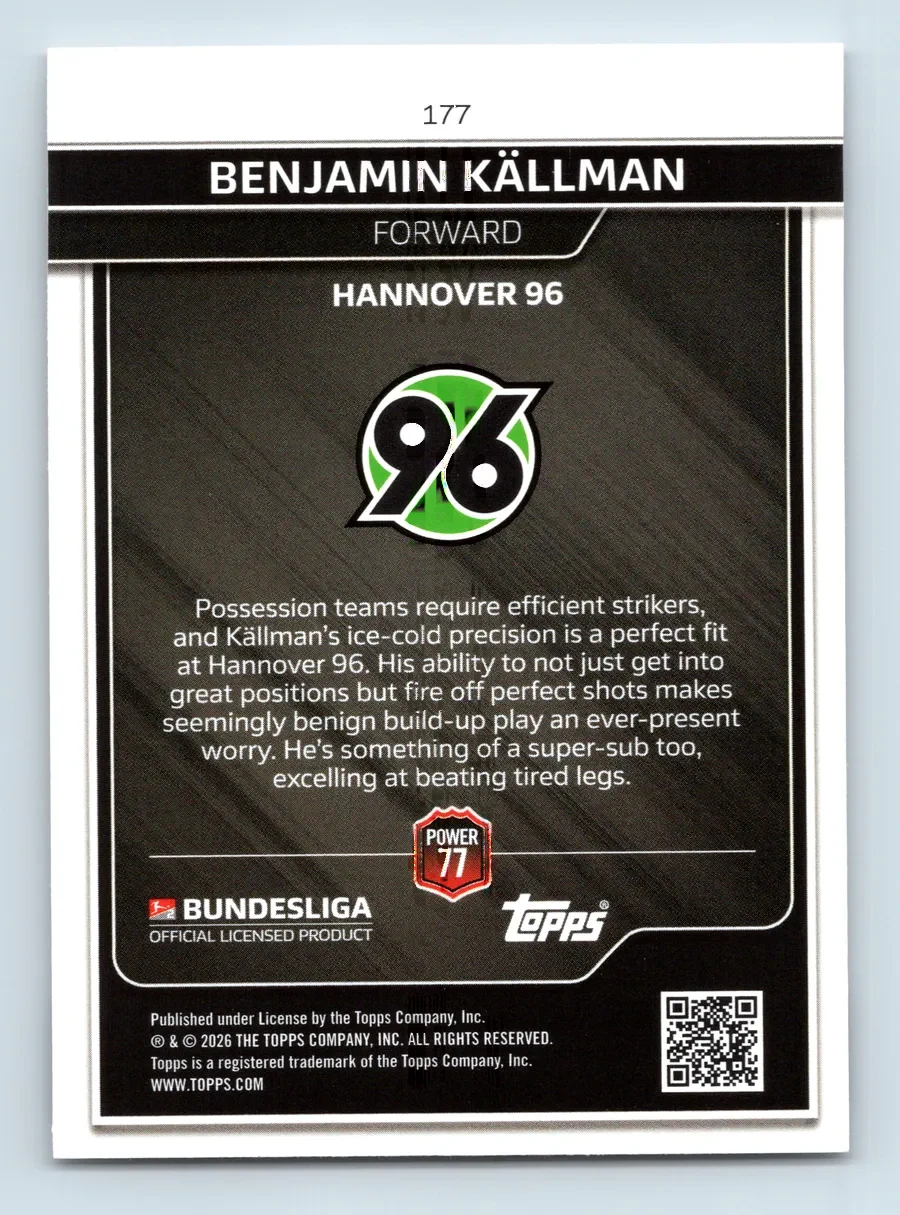 177
BENJAMIN KÄLLMAN
FORWARD
HANNOVER 96
96
Possession teams require efficient strikers,
and Källman's ice-cold precision is a perfect fit
at Hannover 96. His ability to not just get into
great positions but fire off perfect shots makes
seemingly benign build-up play an ever-present
worry. He's something of a super-sub too,
excelling at beating tired legs.
POWER
77
2 BUNDESLIGA
OFFICIAL LICENSED PRODUCT
topps®
Published under License by the Topps Company, Inc.
® & © 2026 THE TOPPS COMPANY, INC. ALL RIGHTS RESERVED.
Topps is a registered trademark of the Topps Company, Inc.
WWW.TOPPS.COM